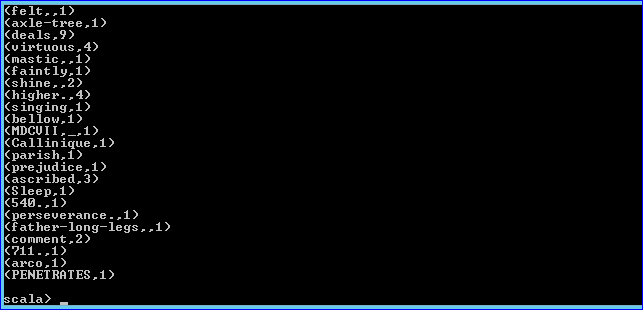 (felt,,1)
(axle-tree,1)
(deals,9)
(virtuous,4)
(mastic,,1)
(faintly,1)
(shine,,2)
(higher.,4)
(singing,1)
(bellow,1)
(MDCVII,_,1)
(Callinique,1)
(parish,1)
(prejudice,1)
(ascribed,3)
(Sleep,1)
(540.,1)
(perseverance.,1)
(father-long-legs,,1)
(comment,2)
(711.,1)
(arco,1)
(PENETRATES,1)
scala> _